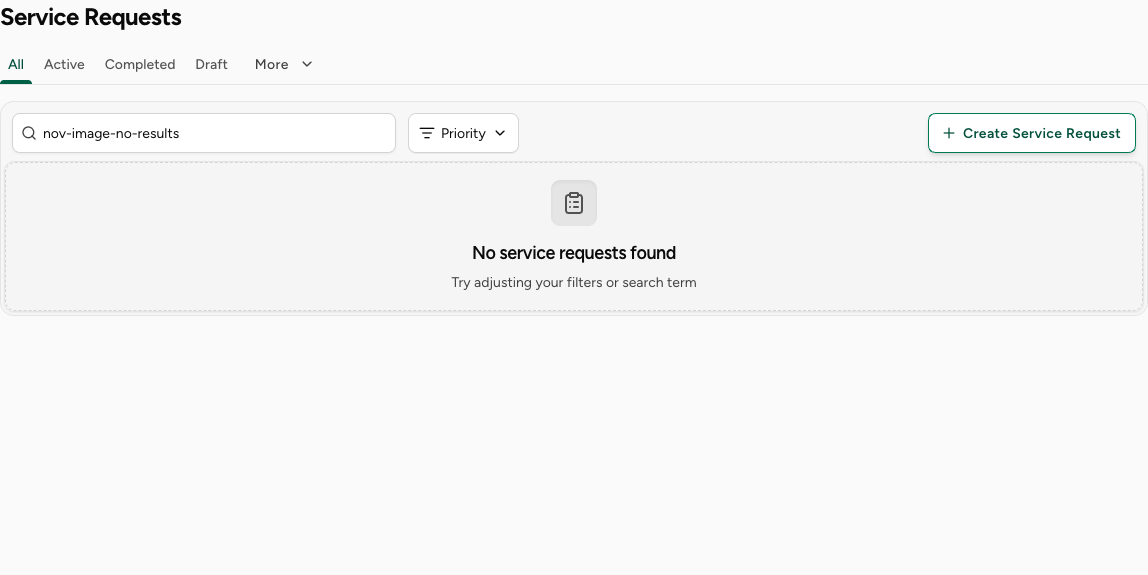 Service Requests
All Active Completed Draft More
nov-image-no-results Priority Create Service Request
No service requests found
Try adjusting your filters or search term